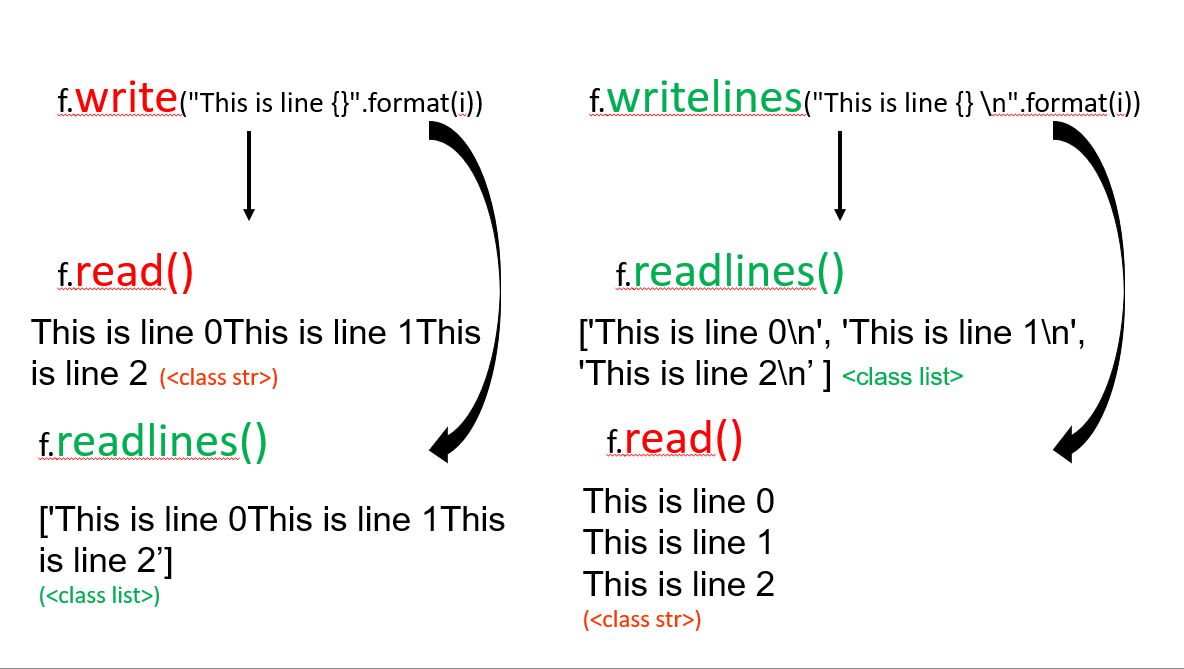 f.write("This is line {}".format(i))
f.read()
This is line 0This is line 1This
is line 2 (<class str>)
f.readlines()
['This is line 0This is line 1This
is line 2’]
(<class list>)
f.writelines("This is line {} \n".format(i))
f.readlines()
['This is line 0\n', 'This is line 1\n',
'This is line 2\n’ ] <class list>
f.read()
This is line 0
This is line 1
This is line 2
(<class str>)